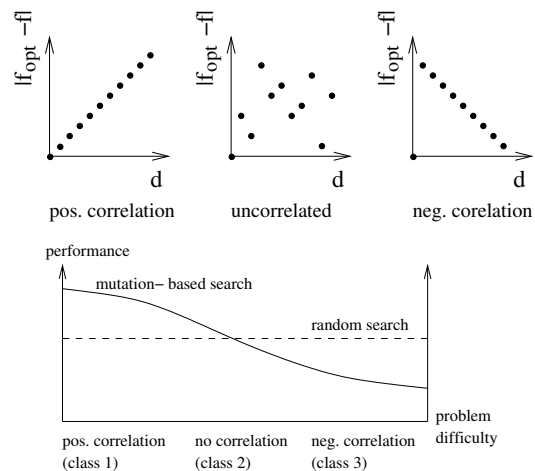 |f_opt −f|
d
pos. correlation
|f_opt −f|
d
uncorrelated
|f_opt −f|
d
neg. corelation
performance
mutation− based search
random search
problem
difficulty
pos. correlation
(class 1)
no correlation
(class 2)
neg. correlation
(class 3)